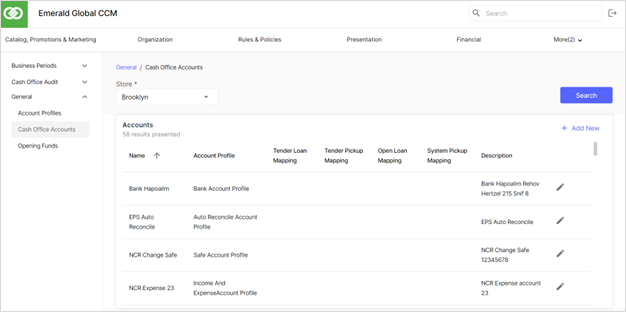 Emerald Global CCM
Search
Catalog, Promotions & Marketing
Organization
Rules & Policies
Presentation
Financial
More(2)
Business Periods
Cash Office Audit
General
Account Profiles
Cash Office Accounts
Opening Funds
General / Cash Office Accounts
Store *
Brooklyn
Search
Accounts
58 results presented
+ Add New
Name
Account Profile
Tender Loan
Mapping
Tender Pickup
Mapping
Open Loan
Mapping
System Pickup
Mapping
Description
Bank Hapoalim
Bank Account Profile
Bank Hapoalim Rehov
Hertzel 215 Snif 8
EPS Auto
Reconcile
Auto Reconcile Account
Profile
EPS Auto Reconcile
NCR Change Safe
Safe Account Profile
NCR Change Safe
12345678
NCR Expense 23
Income And
ExpenseAccount Profile
NCR Expense account
23